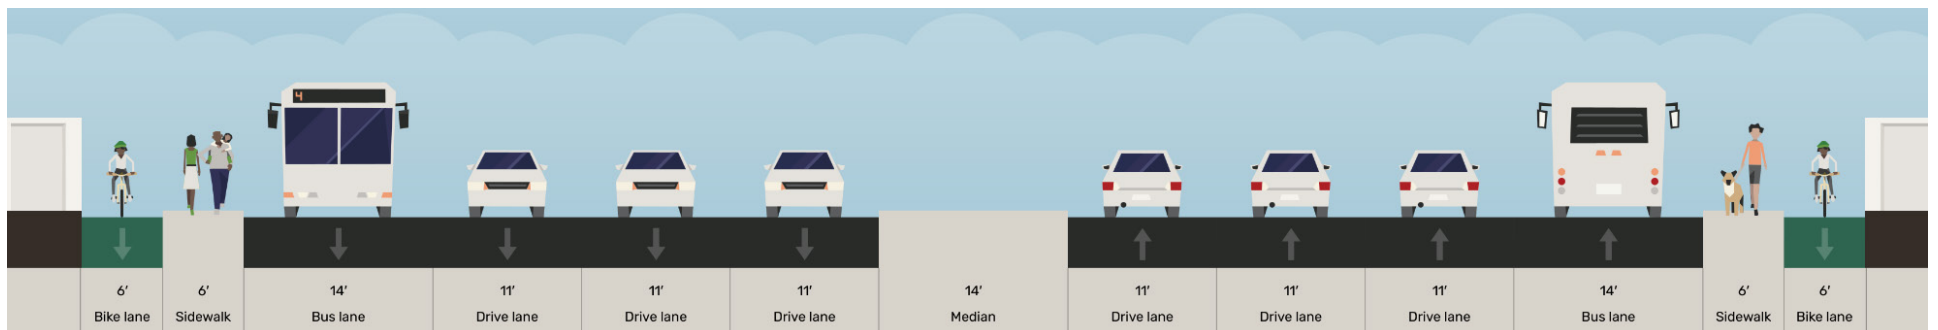 4
6′ 6′ 14′ 11′ 11′ 11′ 14′ 11′ 11′ 11′ 14′ 6′ 6′
Bike lane Sidewalk Bus lane Drive lane Drive lane Drive lane Median Drive lane Drive lane Drive lane Bus lane Sidewalk Bike lane